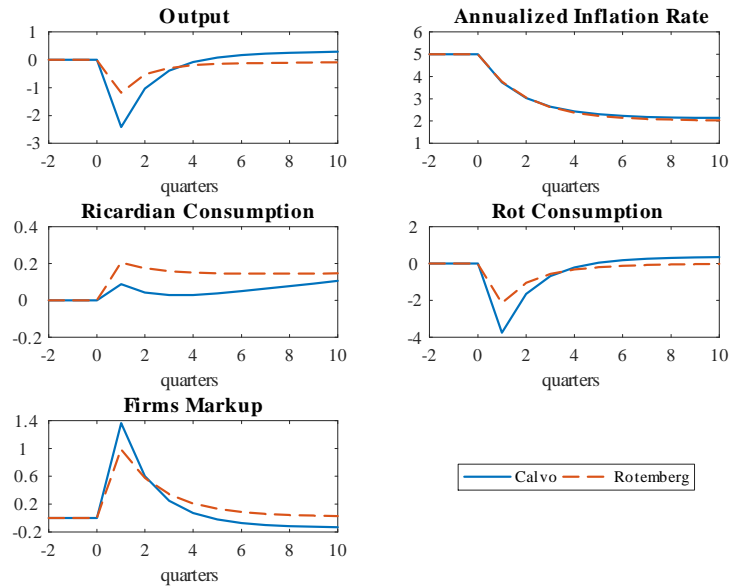 Output
1
0
-1
-2
-3
-2 0 2 4 6 8 10
quarters
Annualized Inflation Rate
6
5
4
3
2
1
-2 0 2 4 6 8 10
quarters
Ricardian Consumption
0.4
0.2
0
-0.2
-2 0 2 4 6 8 10
quarters
Rot Consumption
2
0
-2
-4
-2 0 2 4 6 8 10
quarters
Firms Markup
1.4
1
0.6
0.2
-0.2
-2 0 2 4 6 8 10
quarters
Calvo Rotemberg